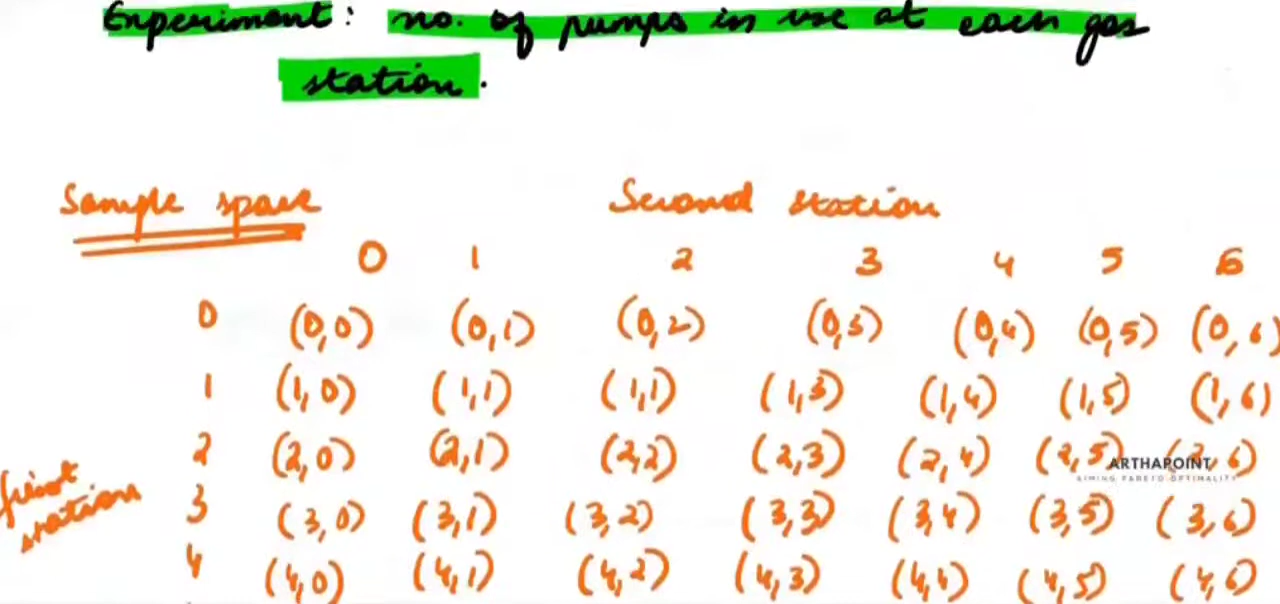 Experiment: no. of pumps in use at each gas
station.
Sample space Second station
0 1 2 3 4 5 6
0 (0,0) (0,1) (0,2) (0,3) (0,4) (0,5) (0,6)
1 (1,0) (1,1) (1,1) (1,3) (1,4) (1,5) (1,6)
2 (2,0) (2,1) (2,2) (2,3) (2,4) (2,5) (2,6)
ARTHAPOINT
AIMING PARETO OPTIMALITY
first
station
3 (3,0) (3,1) (3,2) (3,3) (3,4) (3,5) (3,6)
4 (4,0) (4,1) (4,2) (4,3) (4,4) (4,5) (4,6)